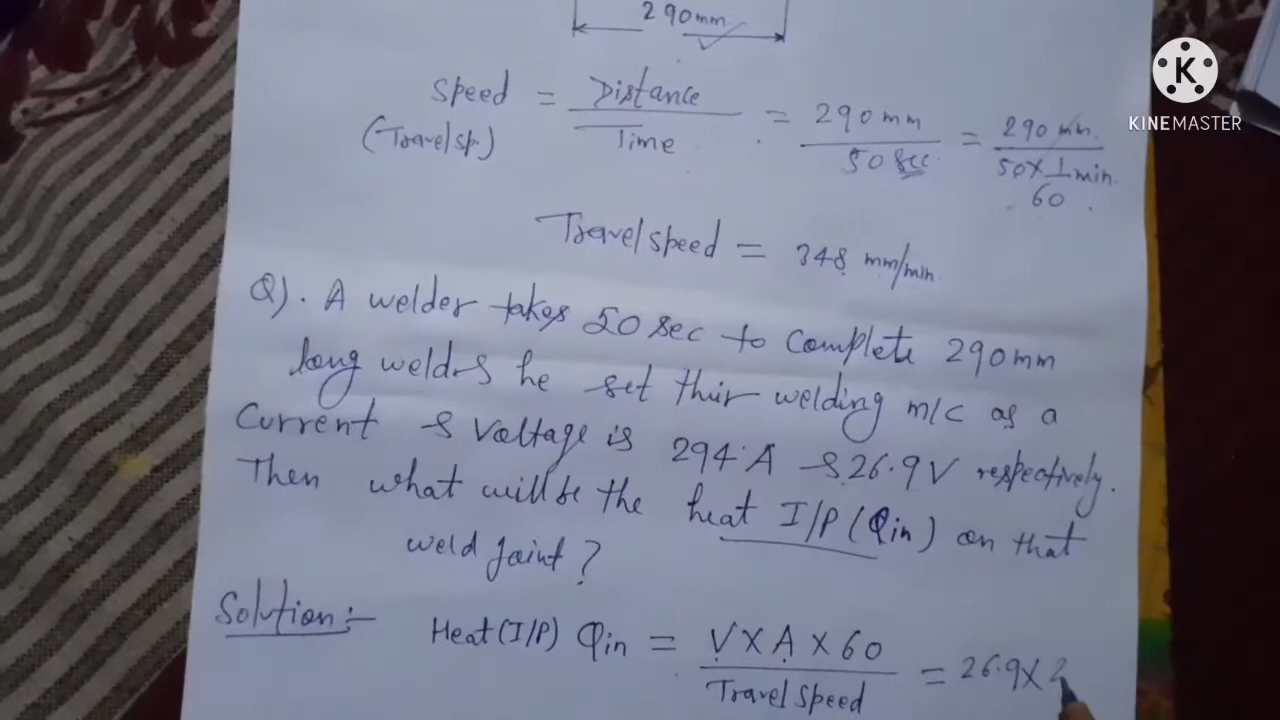 290mm
Speed = Distance / Time = 290mm / 50 sec = 290 mm. / 50 X 1/60 min.
(Travel sp.)
Travel speed = 348 mm/min.
Q). A welder takes 50 sec to complete 290mm
long welds he set thir welding m/c as a
Current & Voltage is 294 A & 26.9V respectively.
Then what will be the heat I/P (Qin) on that
weld joint?
Solution:-
Heat (I/P) Qin = V X A X 60 / Travel Speed = 26.9 X 2
K
KINEMASTER